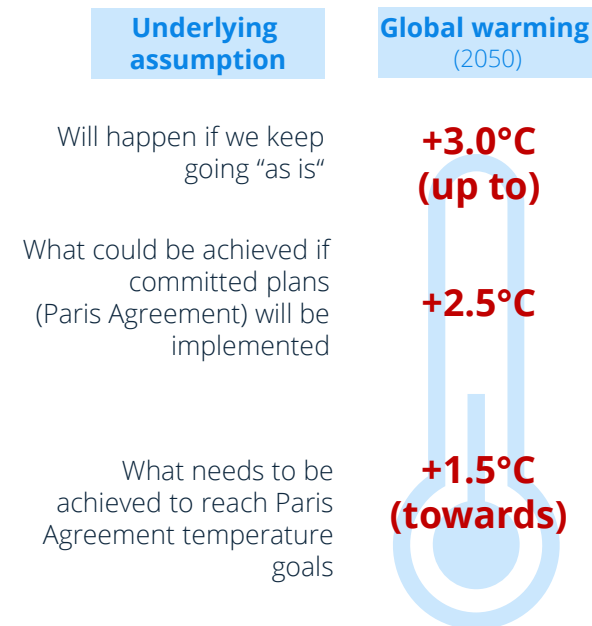 Underlying
assumption
Global warming
(2050)
Will happen if we keep
going “as is“
+3.0°C
(up to)
What could be achieved if
committed plans
(Paris Agreement) will be
implemented
+2.5°C
What needs to be
achieved to reach Paris
Agreement temperature
goals
+1.5°C
(towards)